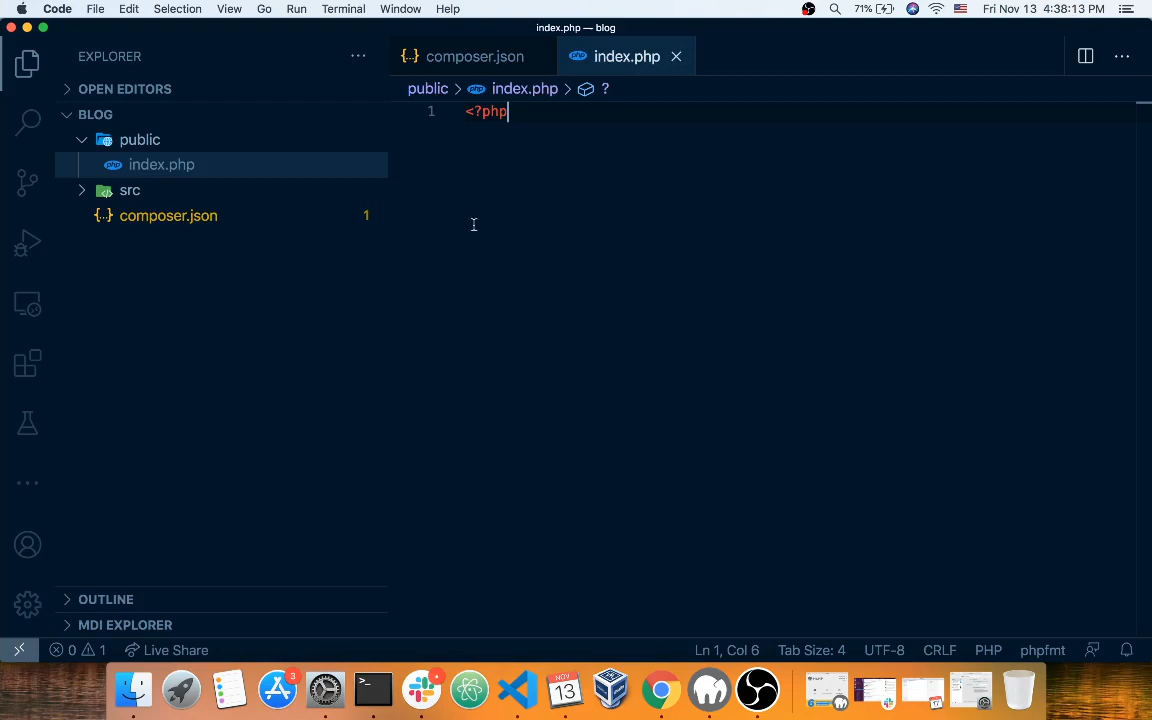 Code File Edit Selection View Go Run Terminal Window Help 71% Fri Nov 13 4:38:13 PM
index.php — blog
EXPLORER
composer.json
index.php
OPEN EDITORS
public > index.php > ?
BLOG
1 <?php
public
index.php
src
composer.json 1
OUTLINE
MDI EXPLORER
0 1 Live Share Ln 1, Col 6 Tab Size: 4 UTF-8 CRLF PHP phpfmt
3
NOV
13
>_